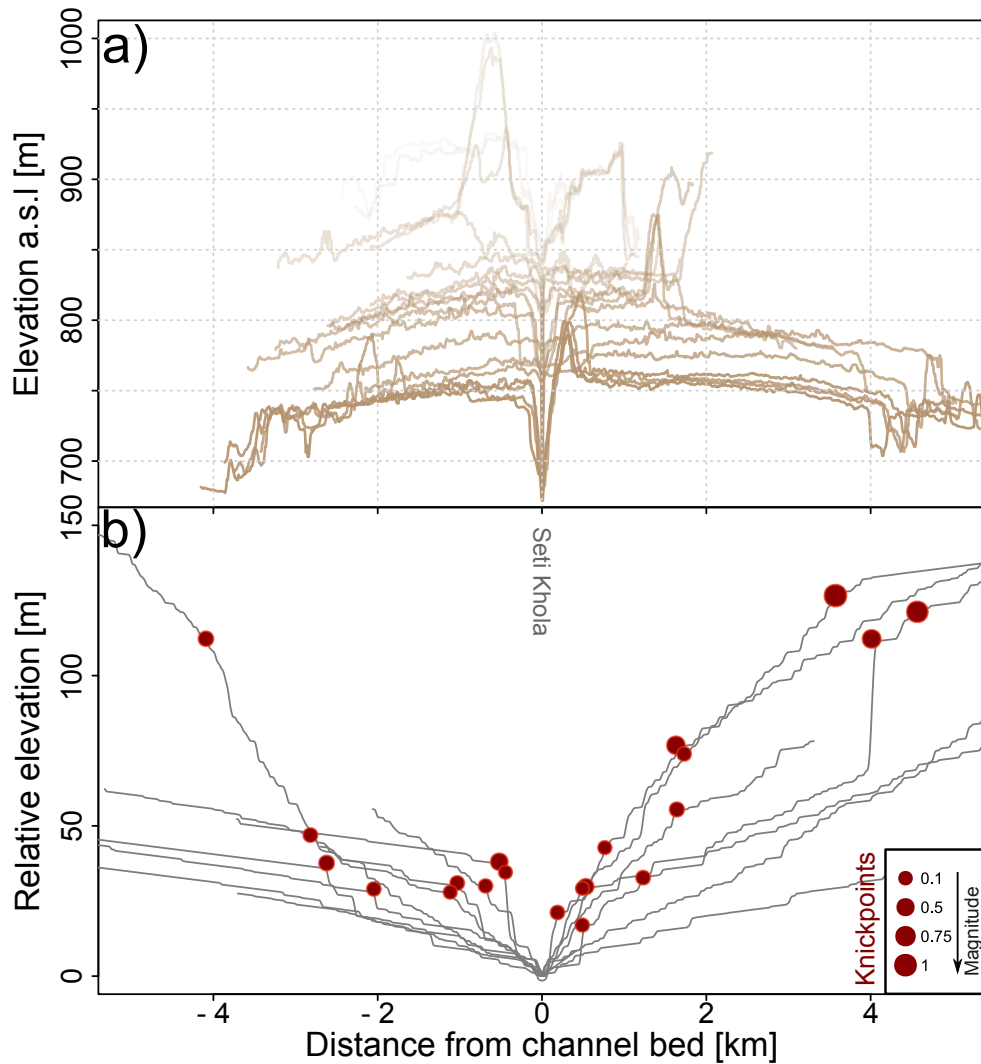 a)
Elevation a.s.l [m]
1000
900
800
700
b)
Seti Khola
Relative elevation [m]
150
100
50
0
Knickpoints
0.1
0.5
0.75
1
Magnitude
- 4
- 2
0
2
4
Distance from channel bed [km]